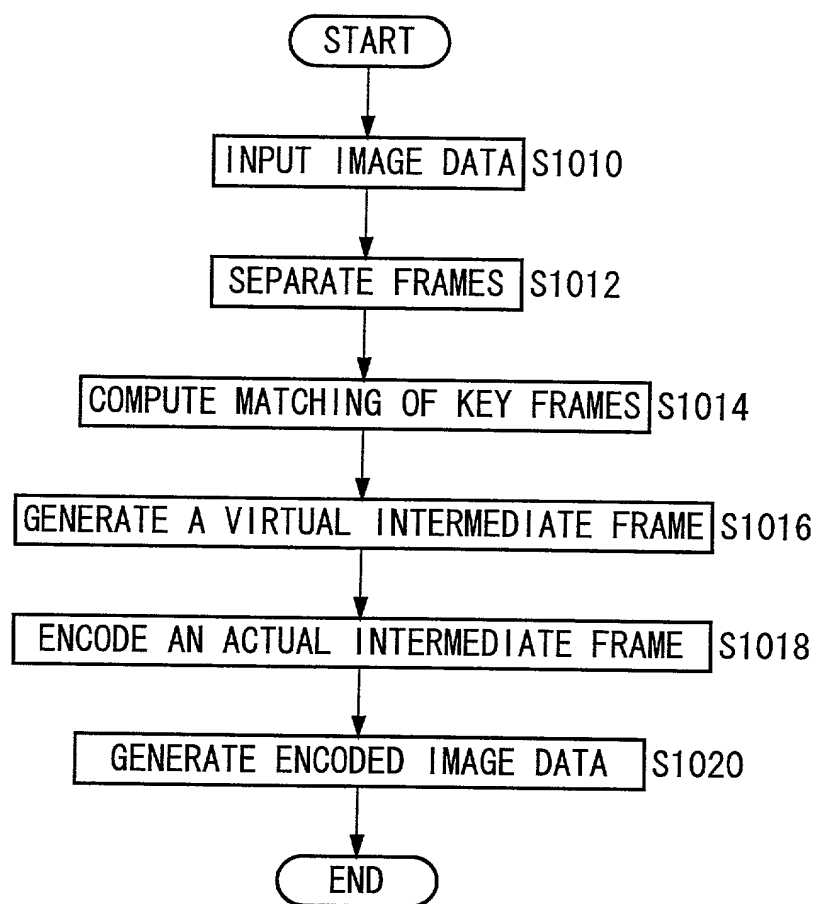 START
INPUT IMAGE DATA S1010
SEPARATE FRAMES S1012
COMPUTE MATCHING OF KEY FRAMES S1014
GENERATE A VIRTUAL INTERMEDIATE FRAME S1016
ENCODE AN ACTUAL INTERMEDIATE FRAME S1018
GENERATE ENCODED IMAGE DATA S1020
END